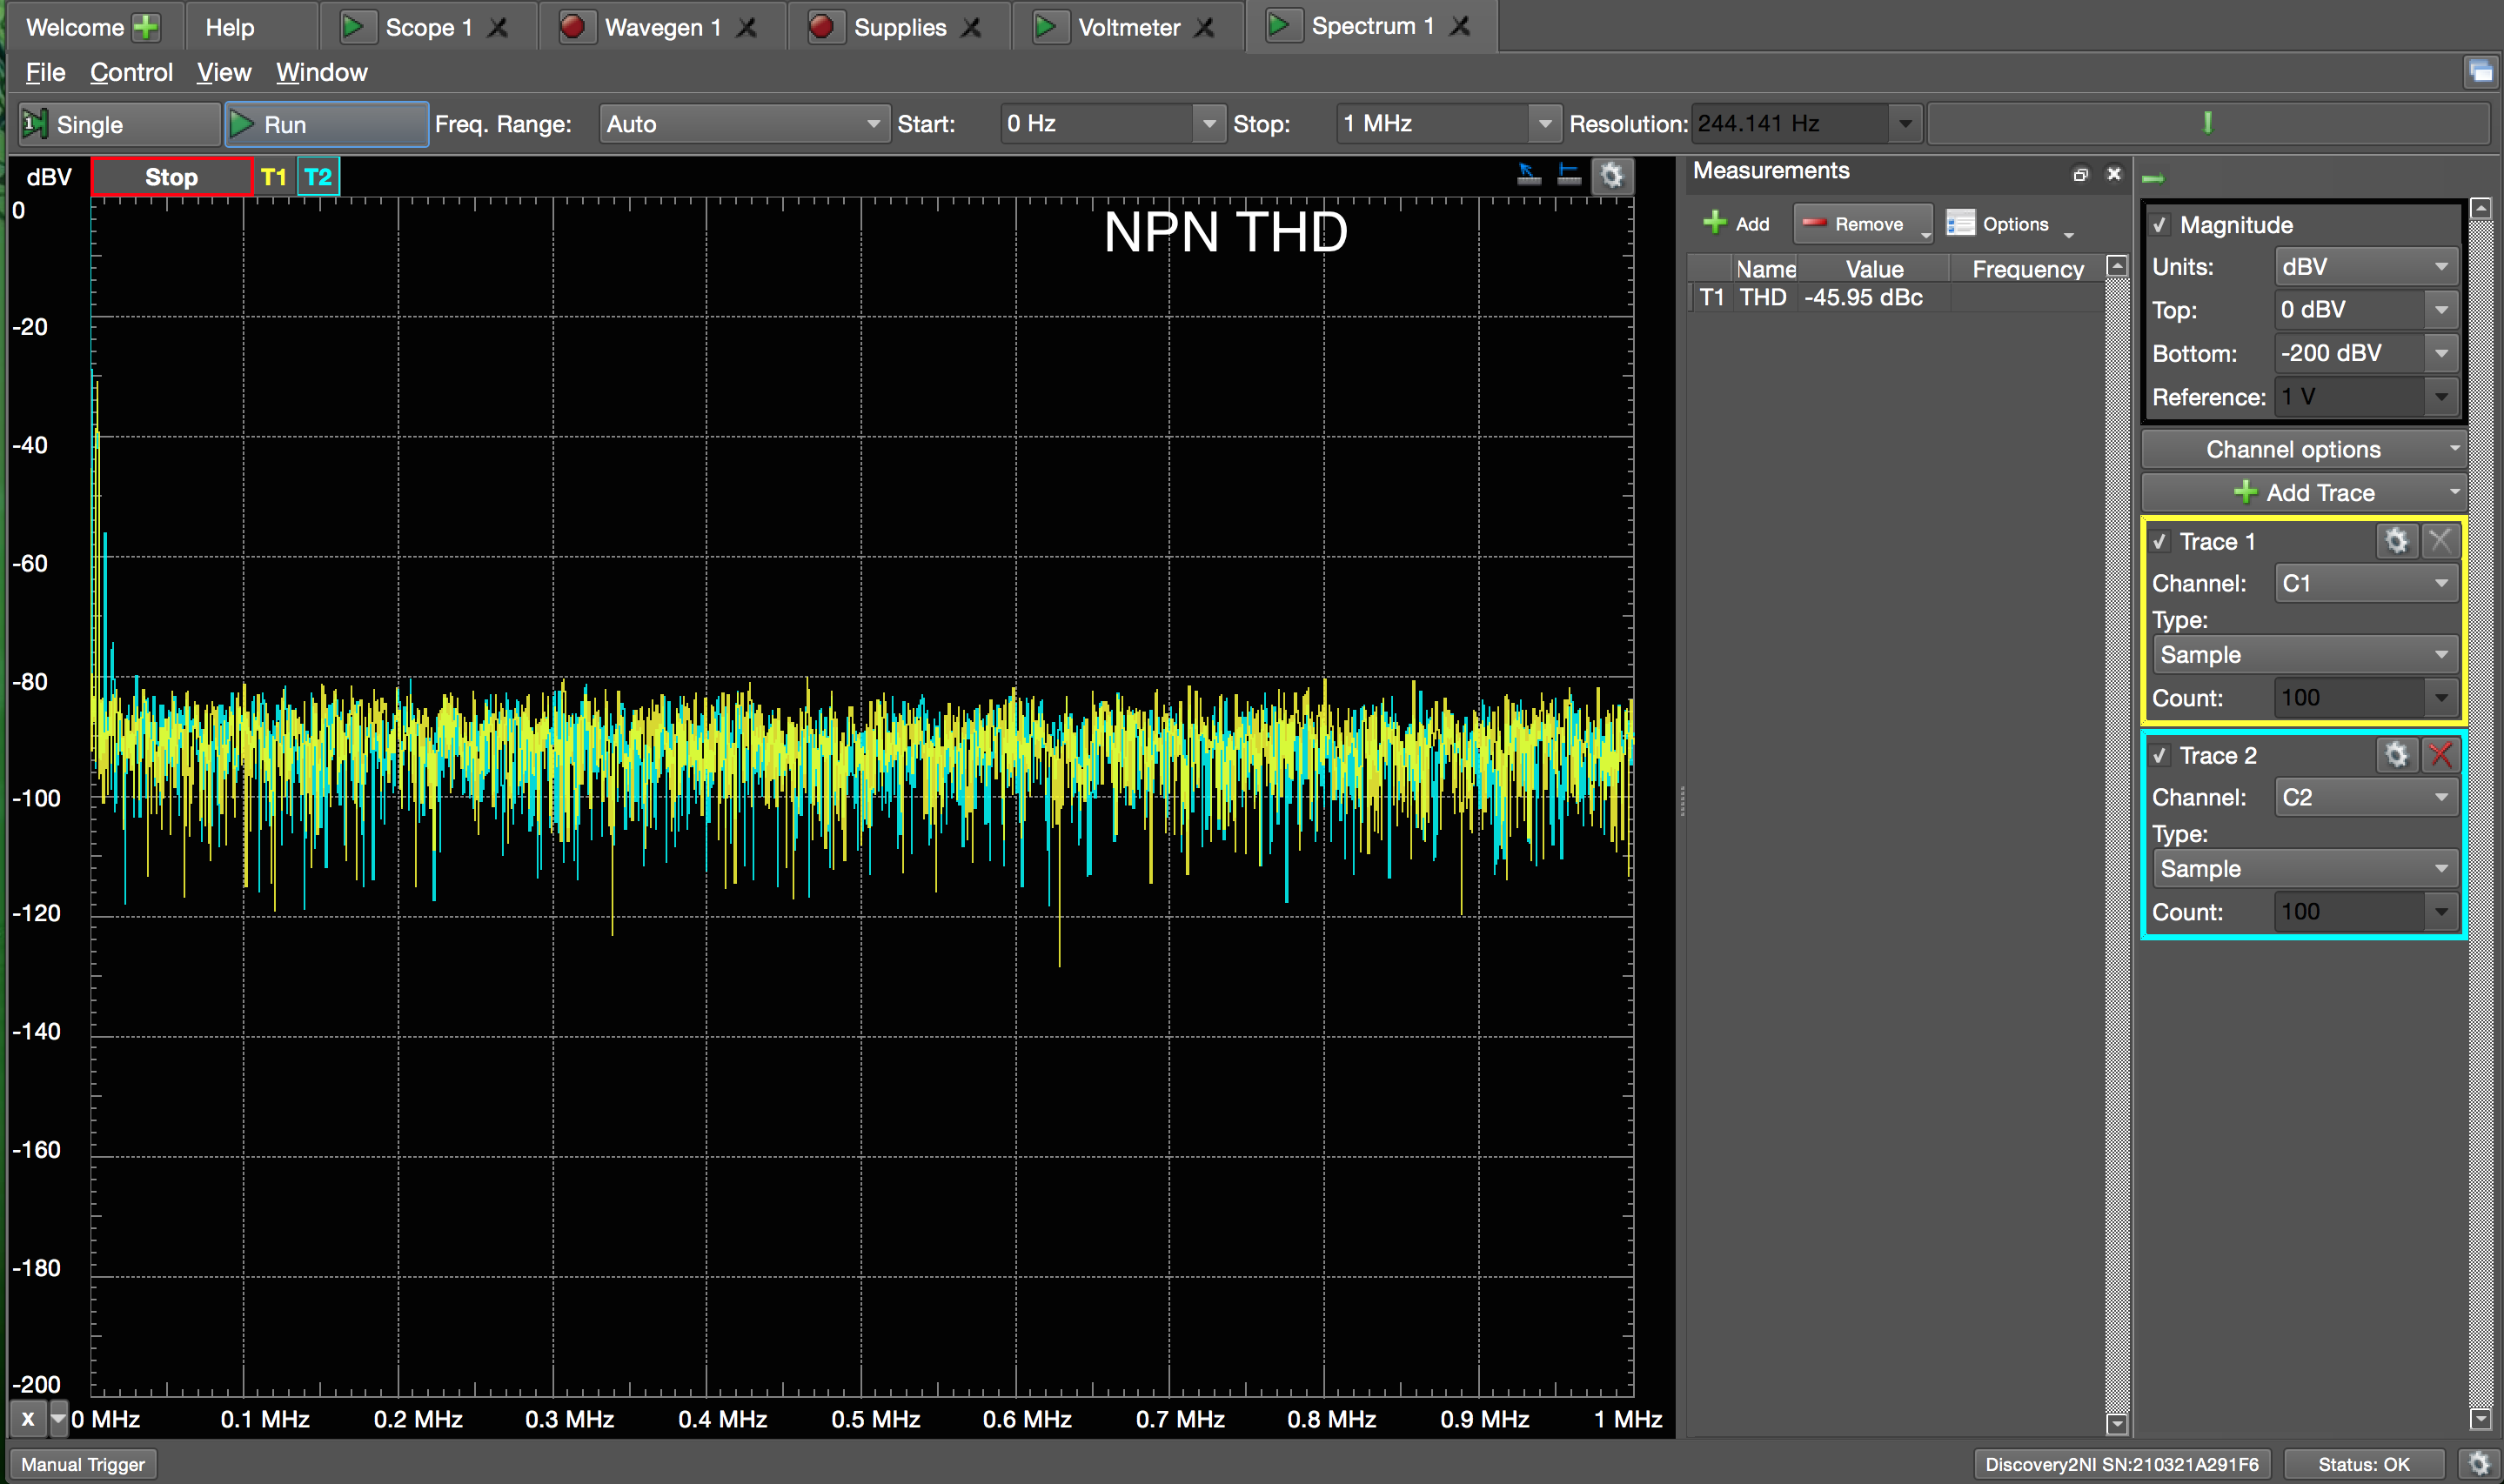 Welcome
Help
Scope 1
Wavegen 1
Supplies
Voltmeter
Spectrum 1
File Control View Window
1 Single
Run
Freq. Range: Auto
Start: 0 Hz
Stop: 1 MHz
Resolution: 244.141 Hz
dBV
Stop
T1
T2
NPN THD
0
-20
-40
-60
-80
-100
-120
-140
-160
-180
-200
X
0 MHz 0.1 MHz 0.2 MHz 0.3 MHz 0.4 MHz 0.5 MHz 0.6 MHz 0.7 MHz 0.8 MHz 0.9 MHz 1 MHz
Measurements
Add Remove Options
Name Value Frequency
T1 THD -45.95 dBc
Magnitude
Units: dBV
Top: 0 dBV
Bottom: -200 dBV
Reference: 1 V
Channel options
Add Trace
Trace 1
Channel: C1
Type:
Sample
Count: 100
Trace 2
Channel: C2
Type:
Sample
Count: 100
Manual Trigger
Discovery2NI SN:210321A291F6
Status: OK